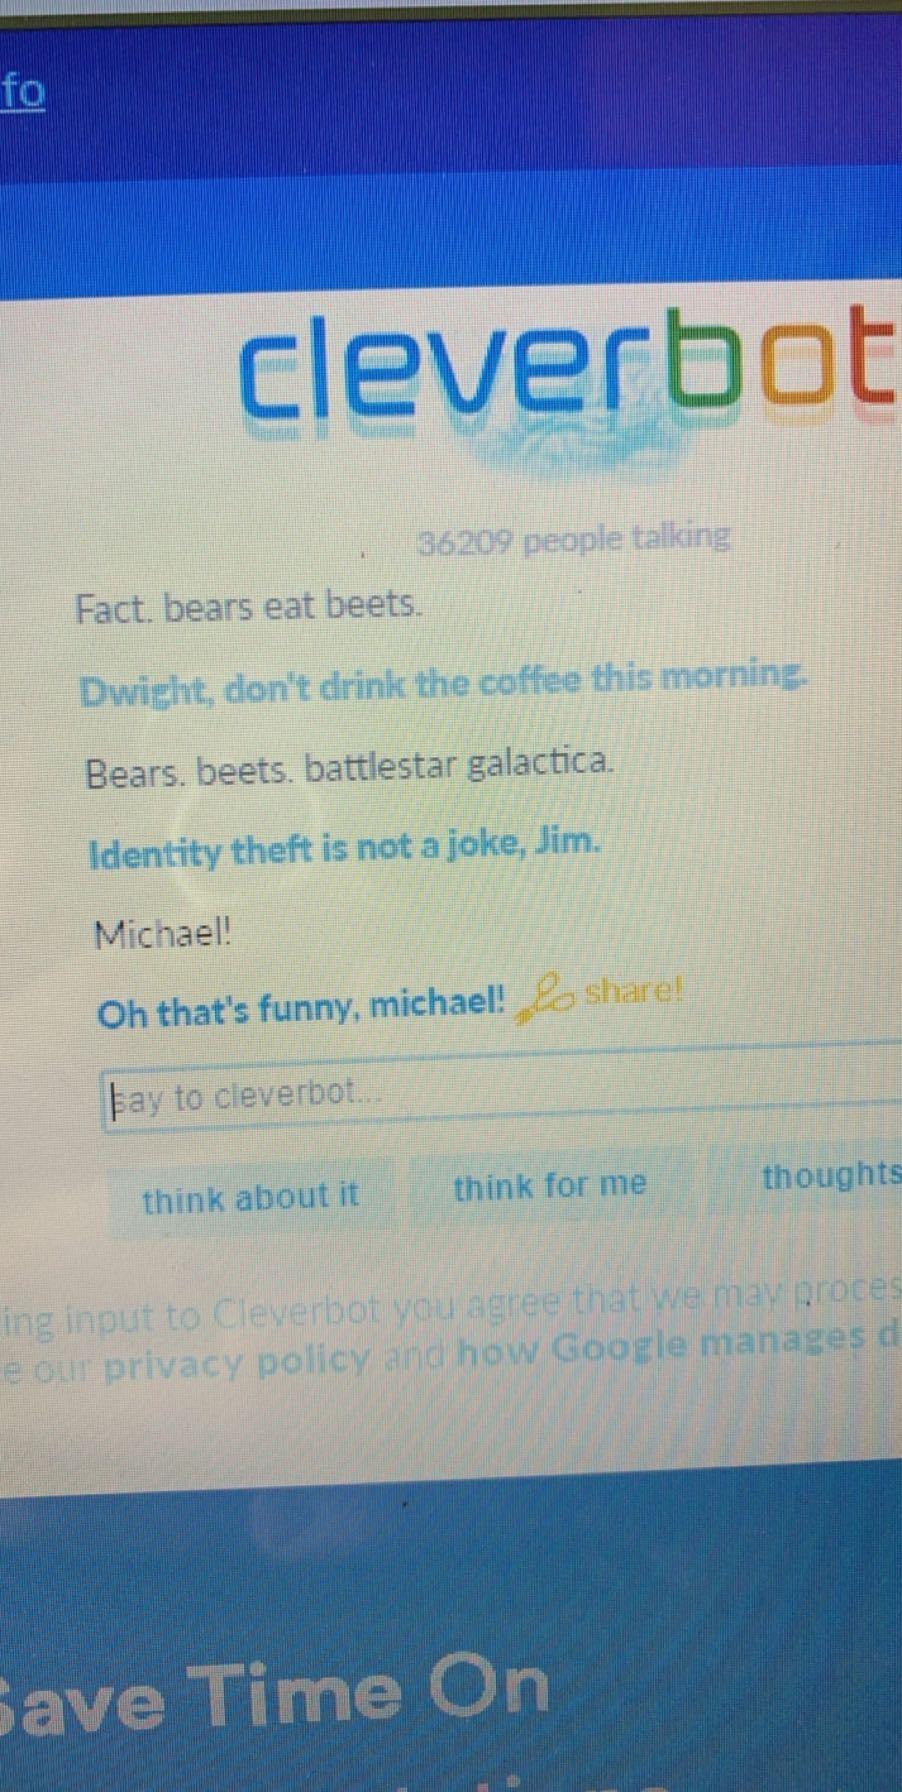 fo
cleverbot
36209 people talking
Fact. bears eat beets.
Dwight, don't drink the coffee this morning.
Bears. beets. battlestar galactica.
Identity theft is not a joke, Jim.
Michael!
Oh that's funny, michael! share!
say to cleverbot...
think about it think for me thoughts
ing input to Cleverbot you agree that we may proces
e our privacy policy and how Google manages d
Save Time On